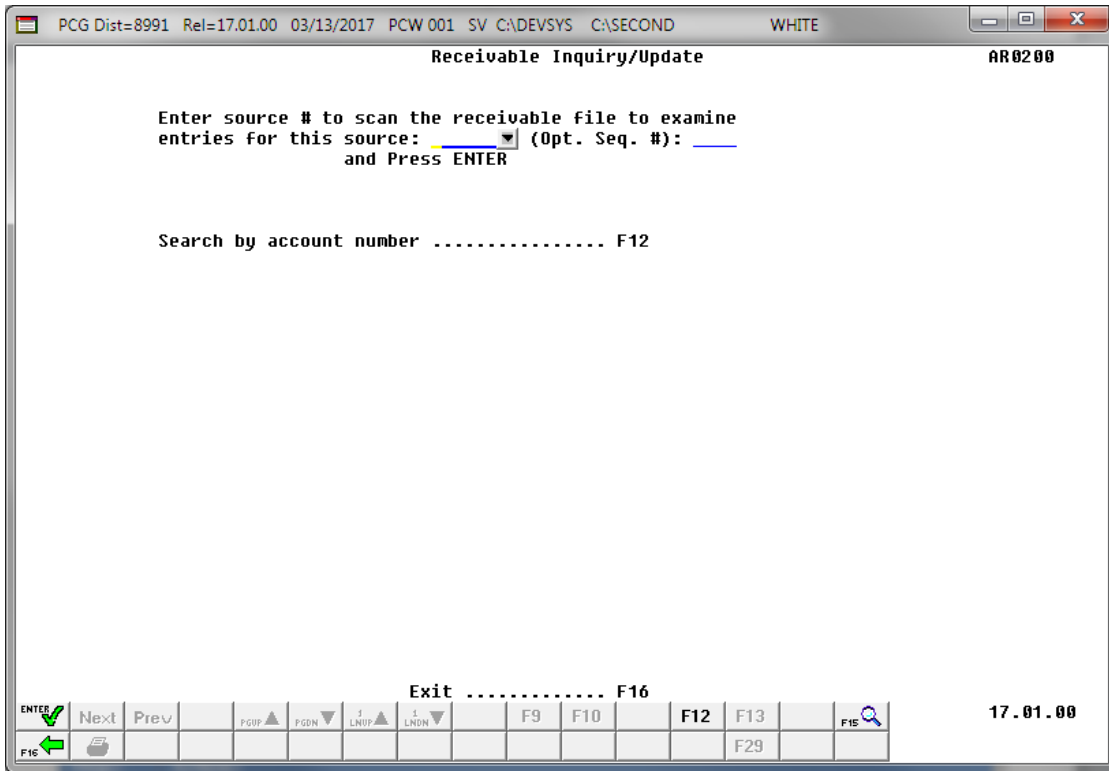 PCG Dist=8991 Rel=17.01.00 03/13/2017 PCW 001 SV C:\DEVSYS C:\SECOND WHITE
Receivable Inquiry/Update AR0200
Enter source # to scan the receivable file to examine
entries for this source: (Opt. Seq. #):
and Press ENTER
Search by account number ................ F12
Exit ............. F16
ENTER Next Prev PGUP PGDN 1 LNUP 1 LNDN F9 F10 F12 F13 F15 17.01.00
F16 F29